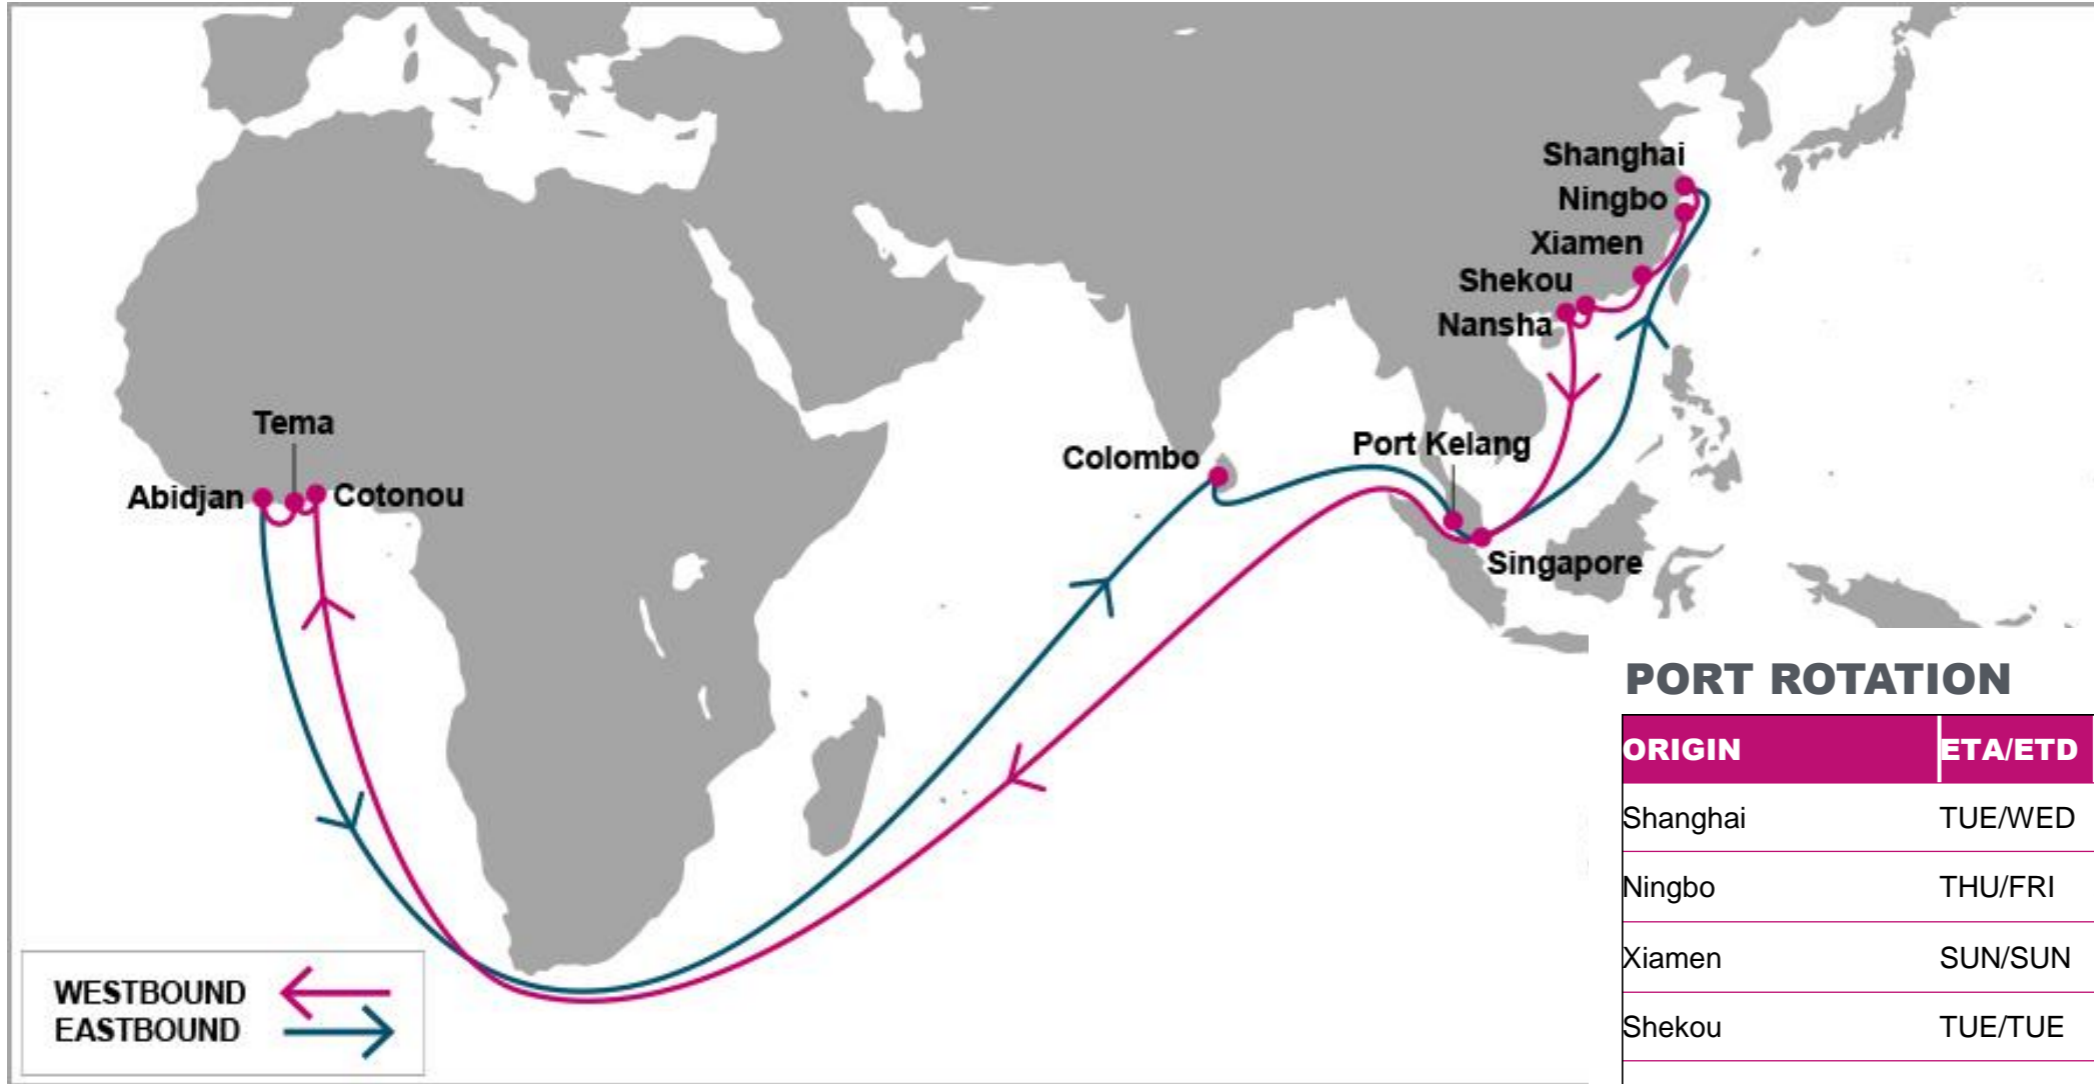 Shanghai
Ningbo
Xiamen
Shekou
Nansha
Tema
Port Kelang
Colombo
Abidjan
Cotonou
Singapore
PORT ROTATION
ORIGIN ETA/ETD
Shanghai TUE/WED
Ningbo THU/FRI
Xiamen SUN/SUN
Shekou TUE/TUE
WESTBOUND
EASTBOUND